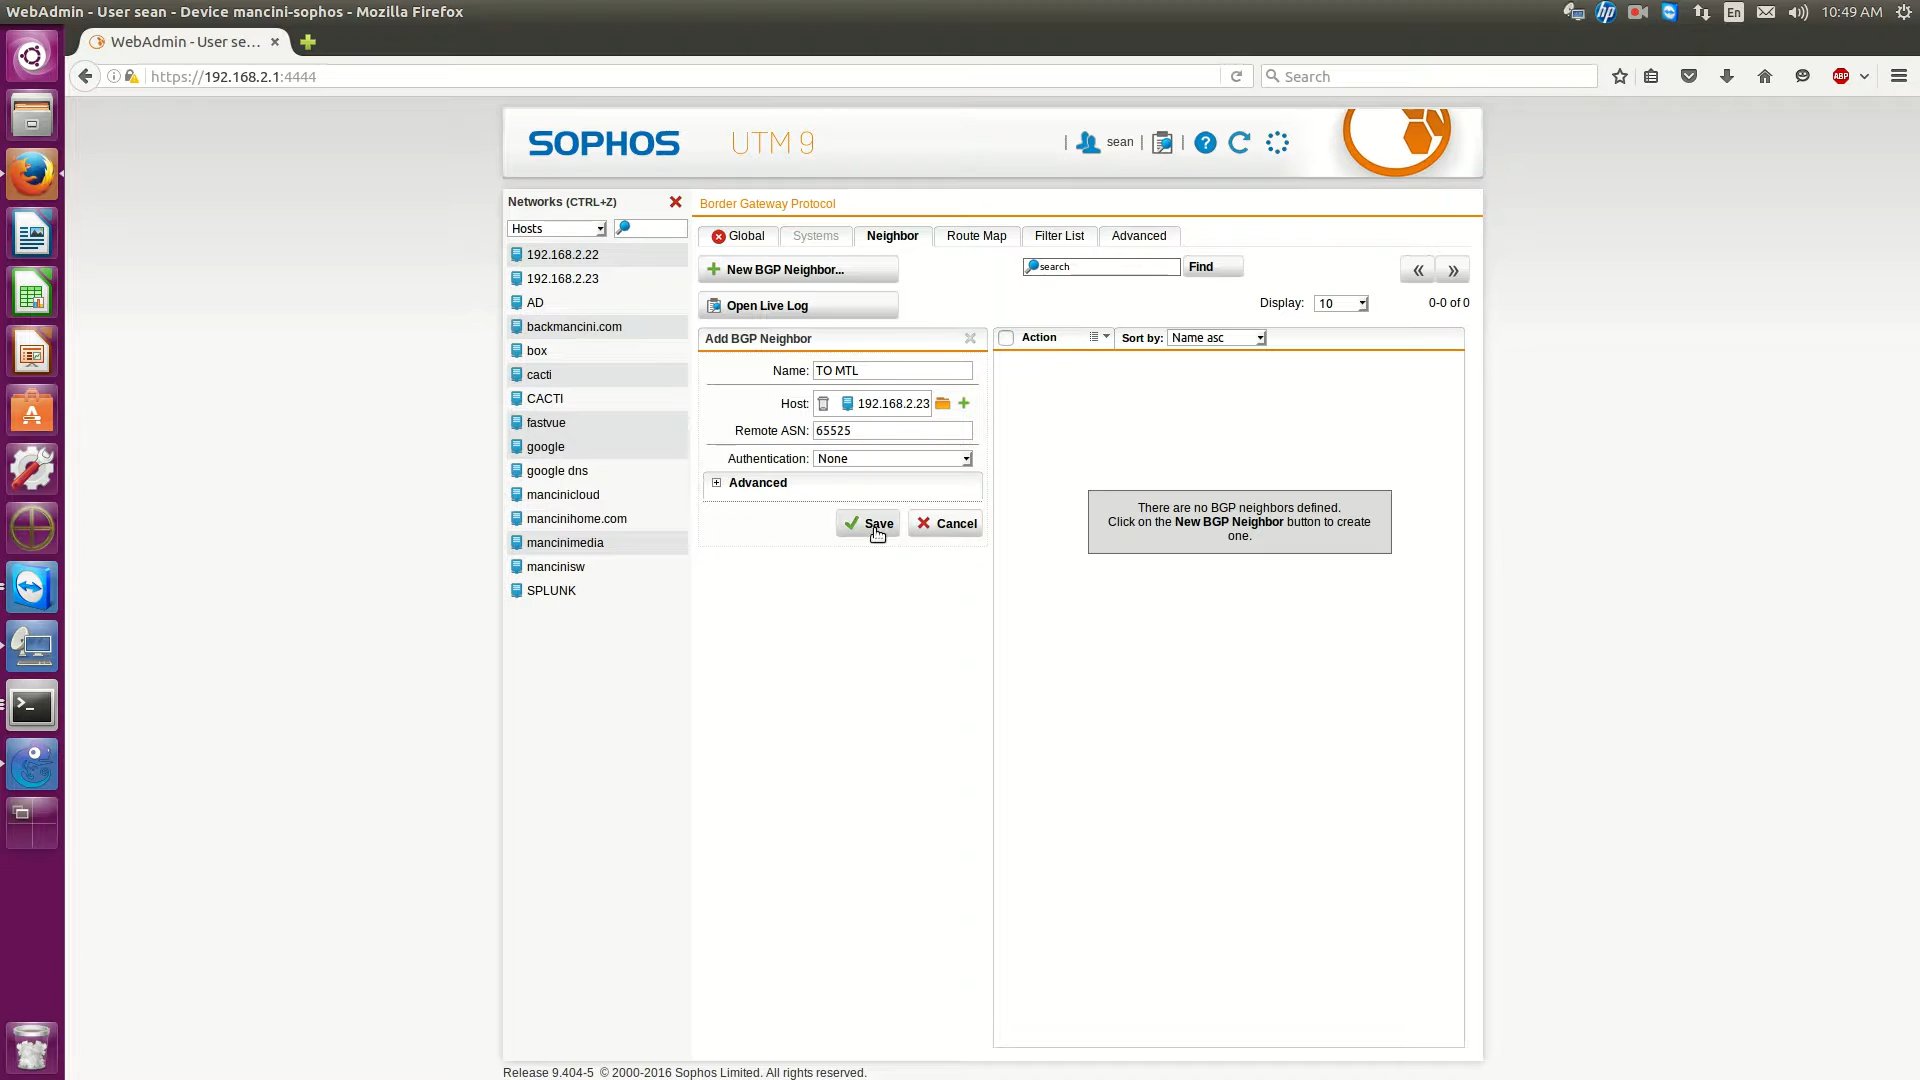 WebAdmin - User sean - Device mancini-sophos - Mozilla Firefox
En
10:49 AM
WebAdmin - User se...
https://192.168.2.1:4444
Search
ABP
SOPHOS
UTM 9
| sean | |
Networks (CTRL+Z)
Hosts
192.168.2.22
192.168.2.23
AD
backmancini.com
box
cacti
CACTI
fastvue
google
google dns
mancinicloud
mancinihome.com
mancinimedia
mancinisw
SPLUNK
Border Gateway Protocol
Global
Systems
Neighbor
Route Map
Filter List
Advanced
New BGP Neighbor...
search
Find
« »
Open Live Log
Display: 10
0-0 of 0
Add BGP Neighbor
Name: TO MTL
Host: 192.168.2.23
Remote ASN: 65525
Authentication: None
Advanced
Save
Cancel
Action
Sort by: Name asc
There are no BGP neighbors defined.
Click on the New BGP Neighbor button to create
one.
Release 9.404-5 © 2000-2016 Sophos Limited. All rights reserved.